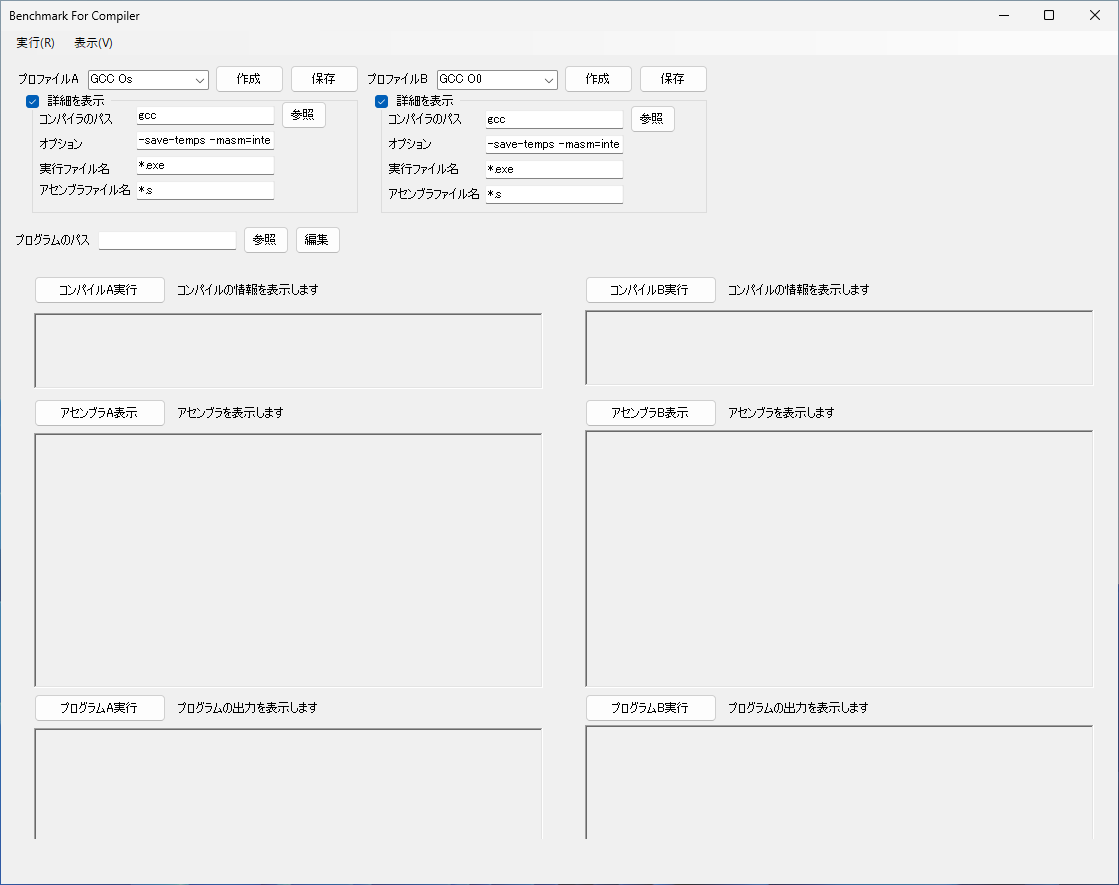 Benchmark For Compiler
実行(R) 表示(V)
プロファイルA GCC Os 作成 保存 プロファイルB GCC O0 作成 保存
詳細を表示 詳細を表示
コンパイラのパス gcc 参照 コンパイラのパス gcc 参照
オプション -save-temps -masm=inte オプション -save-temps -masm=inte
実行ファイル名 *.exe 実行ファイル名 *.exe
アセンブラファイル名 *.s アセンブラファイル名 *.s
プログラムのパス 参照 編集
コンパイルA実行 コンパイルの情報を表示します コンパイルB実行 コンパイルの情報を表示します
アセンブラA表示 アセンブラを表示します アセンブラB表示 アセンブラを表示します
プログラムA実行 プログラムの出力を表示します プログラムB実行 プログラムの出力を表示します